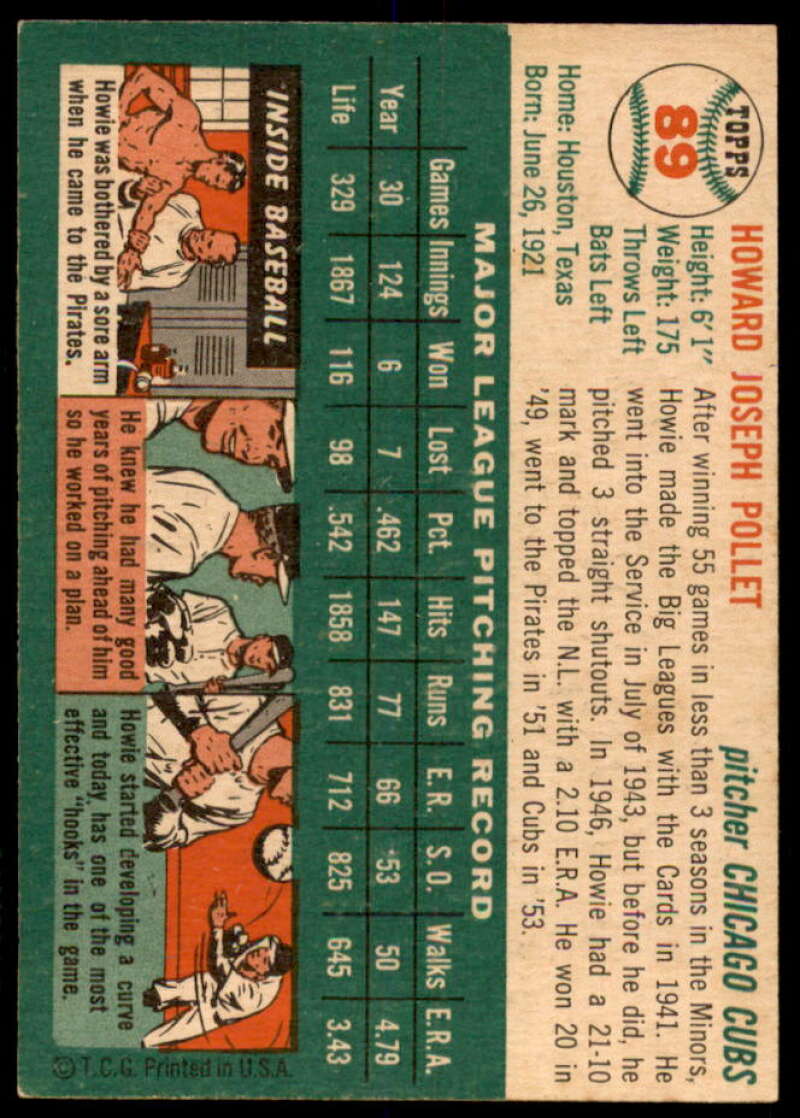 TOPPS
89
HOWARD JOSEPH POLLET
pitcher CHICAGO CUBS
Height: 6' 1"
Weight: 175
Throws Left
Bats Left
Home: Houston, Texas
Born: June 26, 1921
After winning 55 games in less than 3 seasons in the Minors,
Howie made the Big Leagues with the Cards in 1941. He
went into the Service in July of 1943, but before he did, he
pitched 3 straight shutouts. In 1946, Howie had a 21-10
mark and topped the N.L. with a 2.10 E.R.A. He won 20 in
'49, went to the Pirates in '51 and Cubs in '53.
MAJOR LEAGUE PITCHING RECORD
Games Innings Won Lost Pct. Hits Runs E.R. S.O. Walks E.R.A.
Year 30 124 6 7 .462 147 77 66 53 50 4.79
Life 329 1867 116 98 .542 1858 831 712 825 645 3.43
INSIDE BASEBALL
Howie was bothered by a sore arm
when he came to the Pirates.
He knew he had many good
years of pitching ahead of him
so he worked on a plan.
Howie started developing a curve
and today, has one of the most
effective "hooks" in the game.
© T.C.G. Printed in U.S.A.